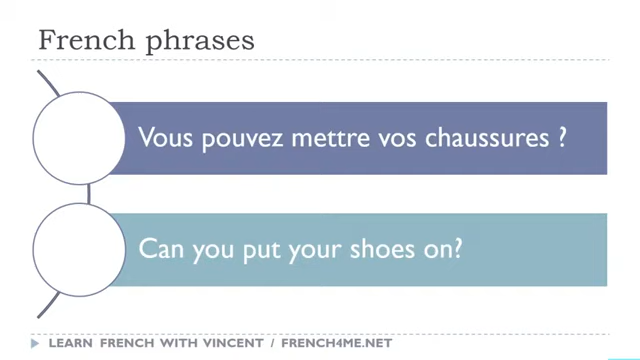 French phrases
Vous pouvez mettre vos chaussures ?
Can you put your shoes on?
LEARN FRENCH WITH VINCENT / FRENCH4ME.NET